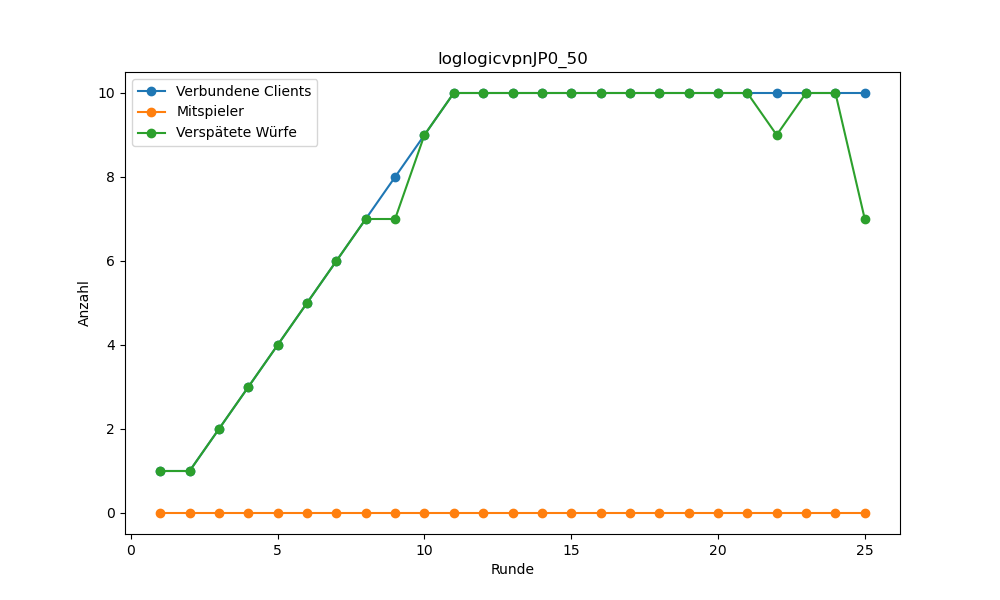 loglogicvpnJP0_50
Verbundene Clients
Mitspieler
Verspätete Würfe
Anzahl
10
8
6
4
2
0
0 5 10 15 20 25
Runde